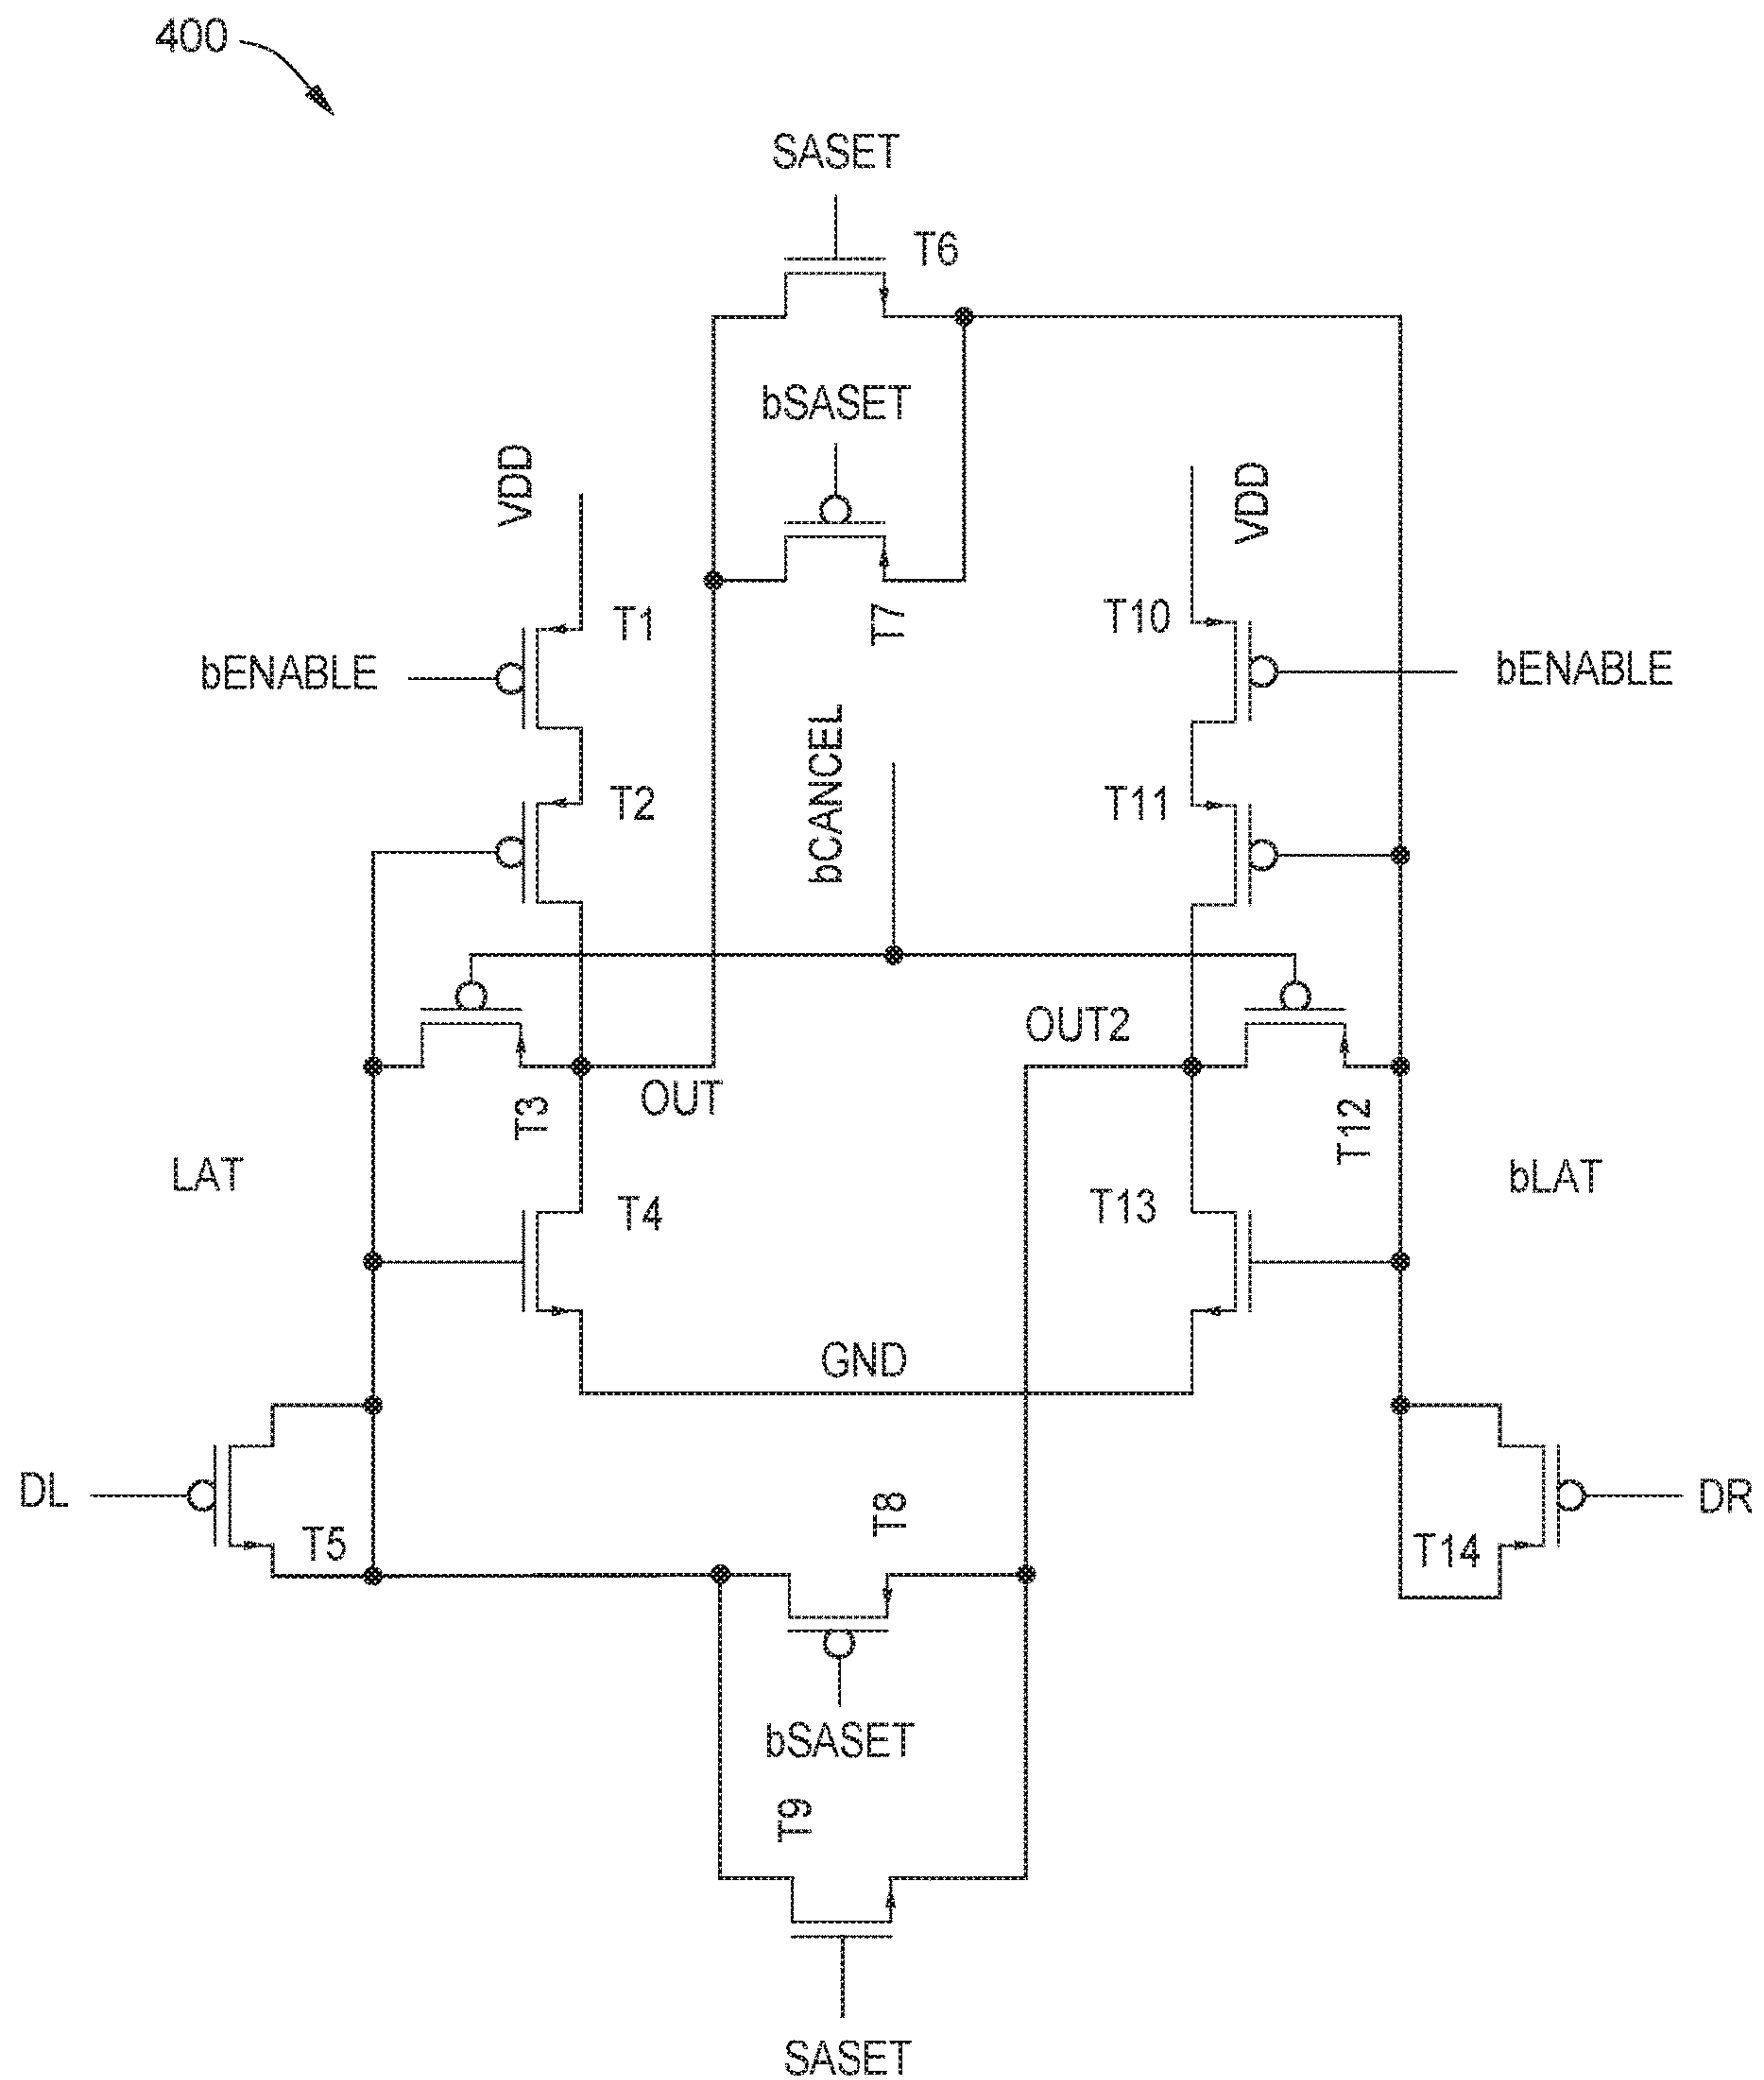 400
SASET
T6
bSASET
VDD
VDD
T1
T7
T10
bENABLE
bENABLE
bCANCEL
T2
T11
OUT2
OUT
T3
T12
LAT
bLAT
T4
T13
GND
DL
T5
T8
T14
DR
bSASET
T9
SASET